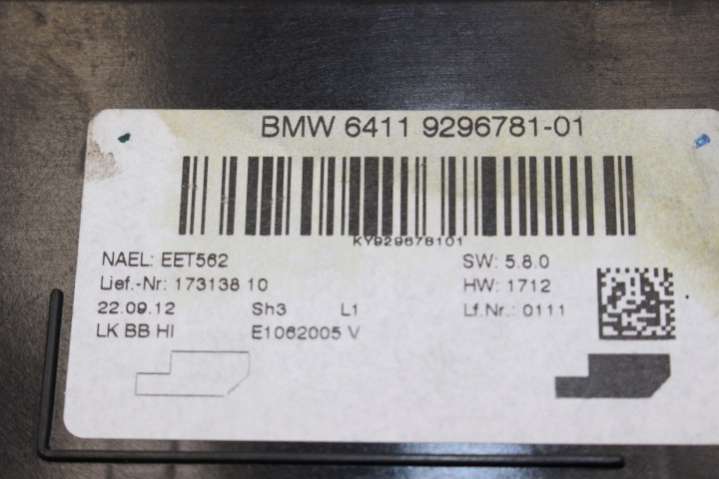 BMW 6411 9296781-01
KY929678101
NAEL: EET562 SW: 5.8.0
Lief.-Nr: 173138 10 HW: 1712
22.09.12 Sh3 L1 Lf.Nr.: 0111
LK BB HI E1062005 V